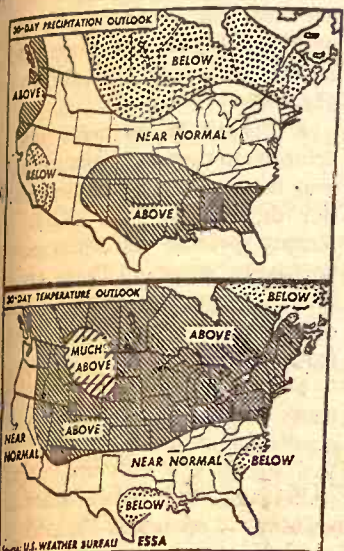 30-DAY PRECIPITATION OUTLOOK
BELOW
ABOVE
NEAR NORMAL
BELOW
ABOVE
30-DAY TEMPERATURE OUTLOOK
BELOW
ABOVE
MUCH
ABOVE
ABOVE
NEAR
NORMAL
NEAR NORMAL
BELOW
BELOW
Source: U.S. WEATHER BUREAU ESSA